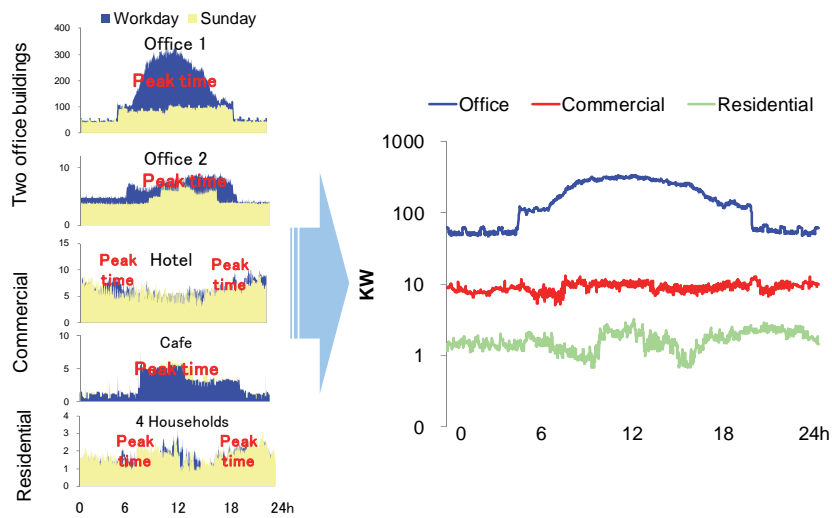 Workday Sunday
Two office buildings
Office 1
Peak time
400
300
200
100
0
Office 2
Peak time
10
0
Commercial
Hotel
Peak
time
Peak
time
15
10
5
0
Cafe
Peak time
10
5
0
Residential
4 Households
Peak
time
Peak
time
4
3
2
1
0
0 6 12 18 24h
Office Commercial Residential
KW
1000
100
10
1
0
0 6 12 18 24h